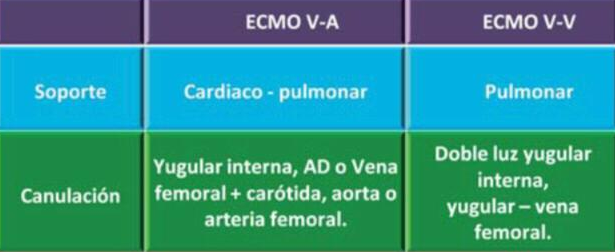 ECMO V-A
ECMO V-V
Soporte
Cardiaco - pulmonar
Pulmonar
Canulación
Yugular interna, AD o Vena
femoral + carótida, aorta o
arteria femoral.
Doble luz yugular
interna,
yugular – vena
femoral.